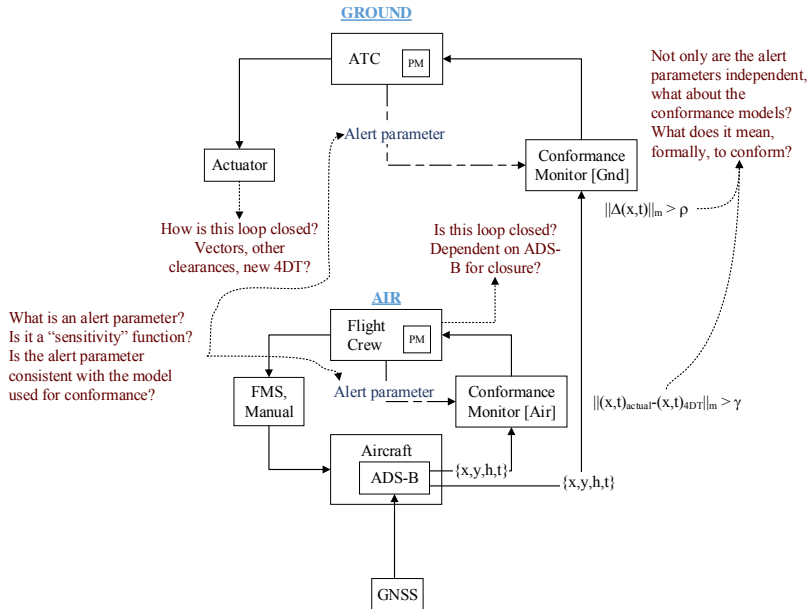 GROUND
ATC
PM
Not only are the alert
parameters independent,
what about the
conformance models?
What does it mean,
formally, to conform?
Alert parameter
Actuator
Conformance
Monitor [Gnd]
||Δ(x,t)||m > ρ
How is this loop closed?
Vectors, other
clearances, new 4DT?
Is this loop closed?
Dependent on ADS-
B for closure?
AIR
What is an alert parameter?
Is it a “sensitivity” function?
Is the alert parameter
consistent with the model
used for conformance?
Flight
Crew
PM
Alert parameter
FMS,
Manual
Conformance
Monitor [Air]
||(x,t)actual-(x,t)4DT||m > γ
Aircraft
ADS-B
{x,y,h,t}
{x,y,h,t}
GNSS